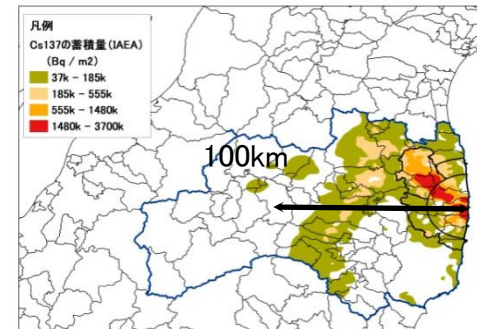 凡例
Cs137の蓄積量(IAEA)
(Bq / m2)
37k - 185k
185k - 555k
555k - 1480k
1480k - 3700k
100km